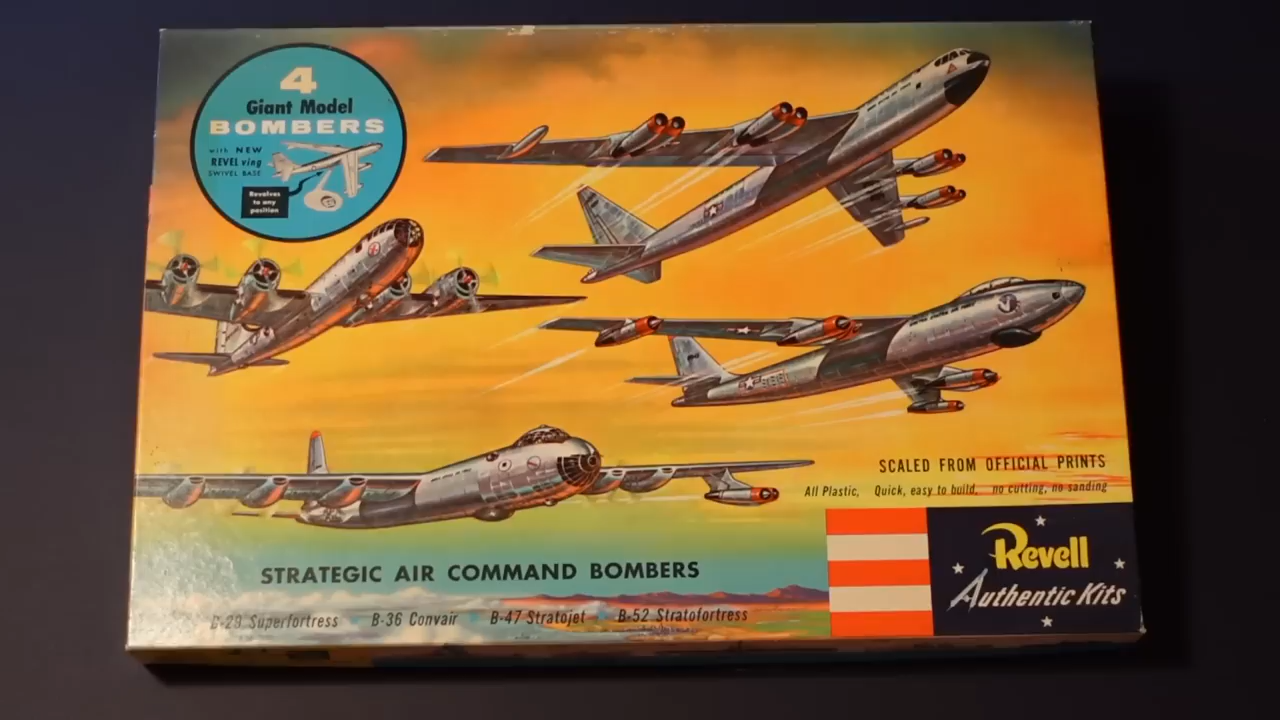 4
Giant Model
BOMBERS
with NEW
REVELving
SWIVEL BASE
Revolves
to any
position
SCALED FROM OFFICIAL PRINTS
All Plastic, Quick, easy to build, no cutting, no sanding
STRATEGIC AIR COMMAND BOMBERS
B-29 Superfortress B-36 Convair B-47 Stratojet B-52 Stratofortress
Revell
Authentic Kits